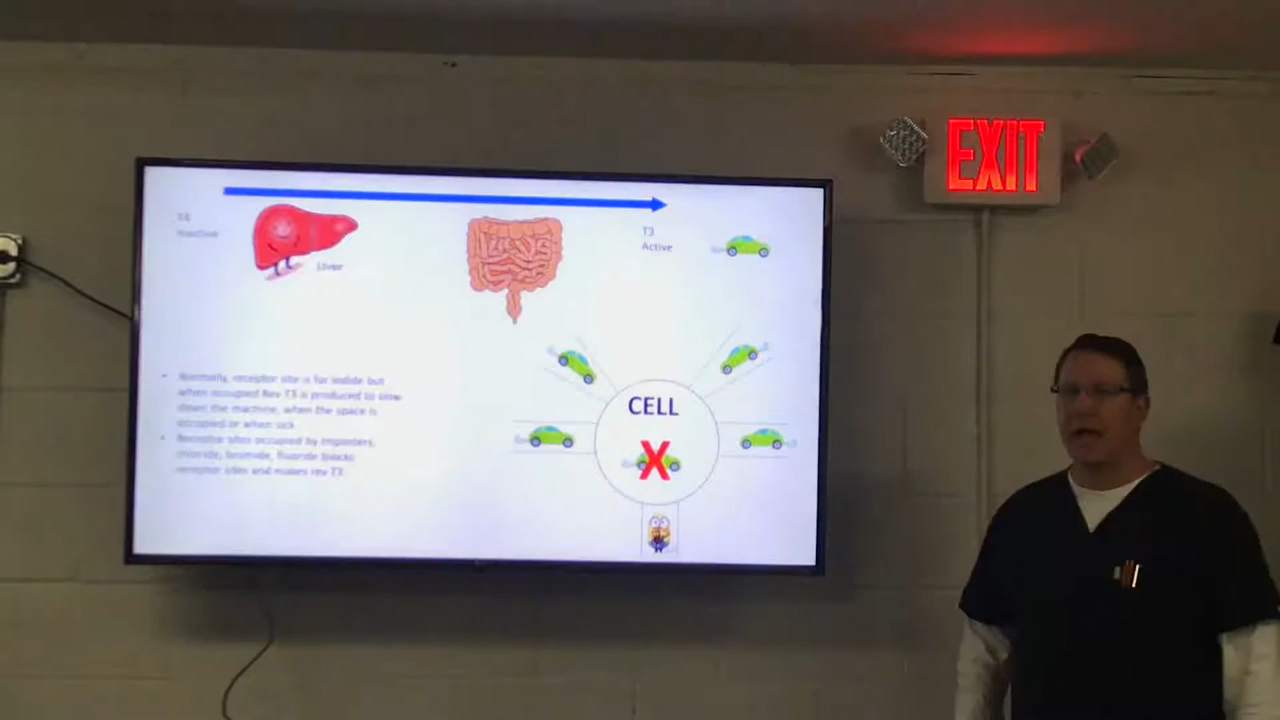 EXIT
T4
Inactive
Liver
T3
Active
CELL
X
• Normally, receptor site is for iodide but
when occupied Rev T3 is produced to slow
down the machine, when the space is
occupied or when sick
• Receptor sites occupied by imposters,
chloride, bromide, fluoride blocks
receptor sites and makes rev T3.